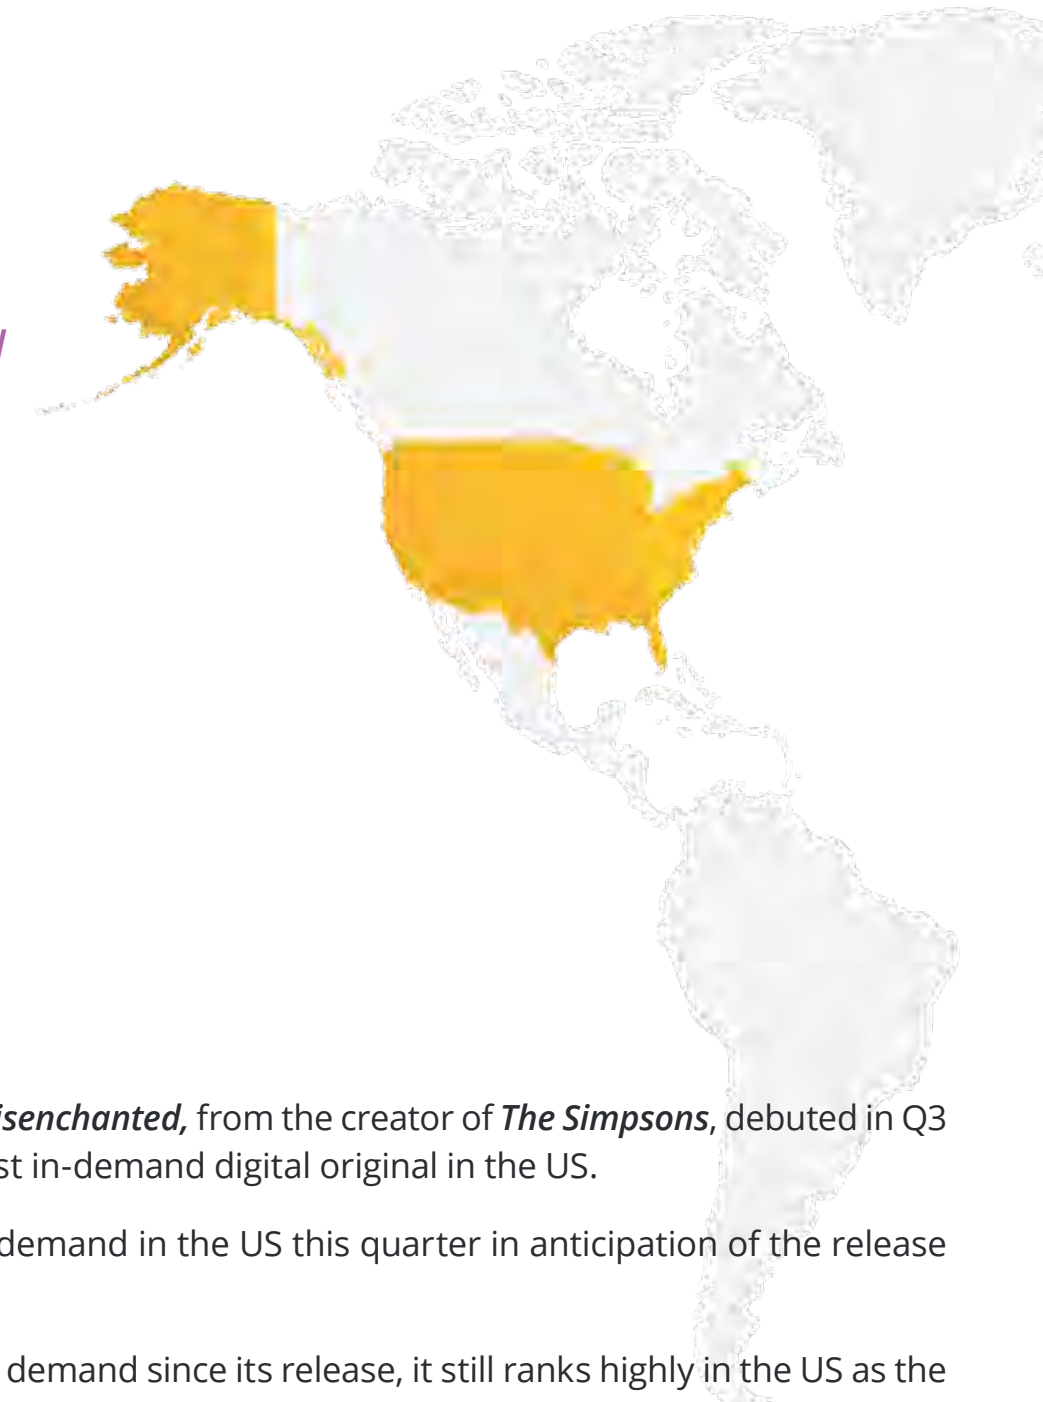 isenchanted, from the creator of The Simpsons, debuted in Q3
st in-demand digital original in the US.
demand in the US this quarter in anticipation of the release
demand since its release, it still ranks highly in the US as the